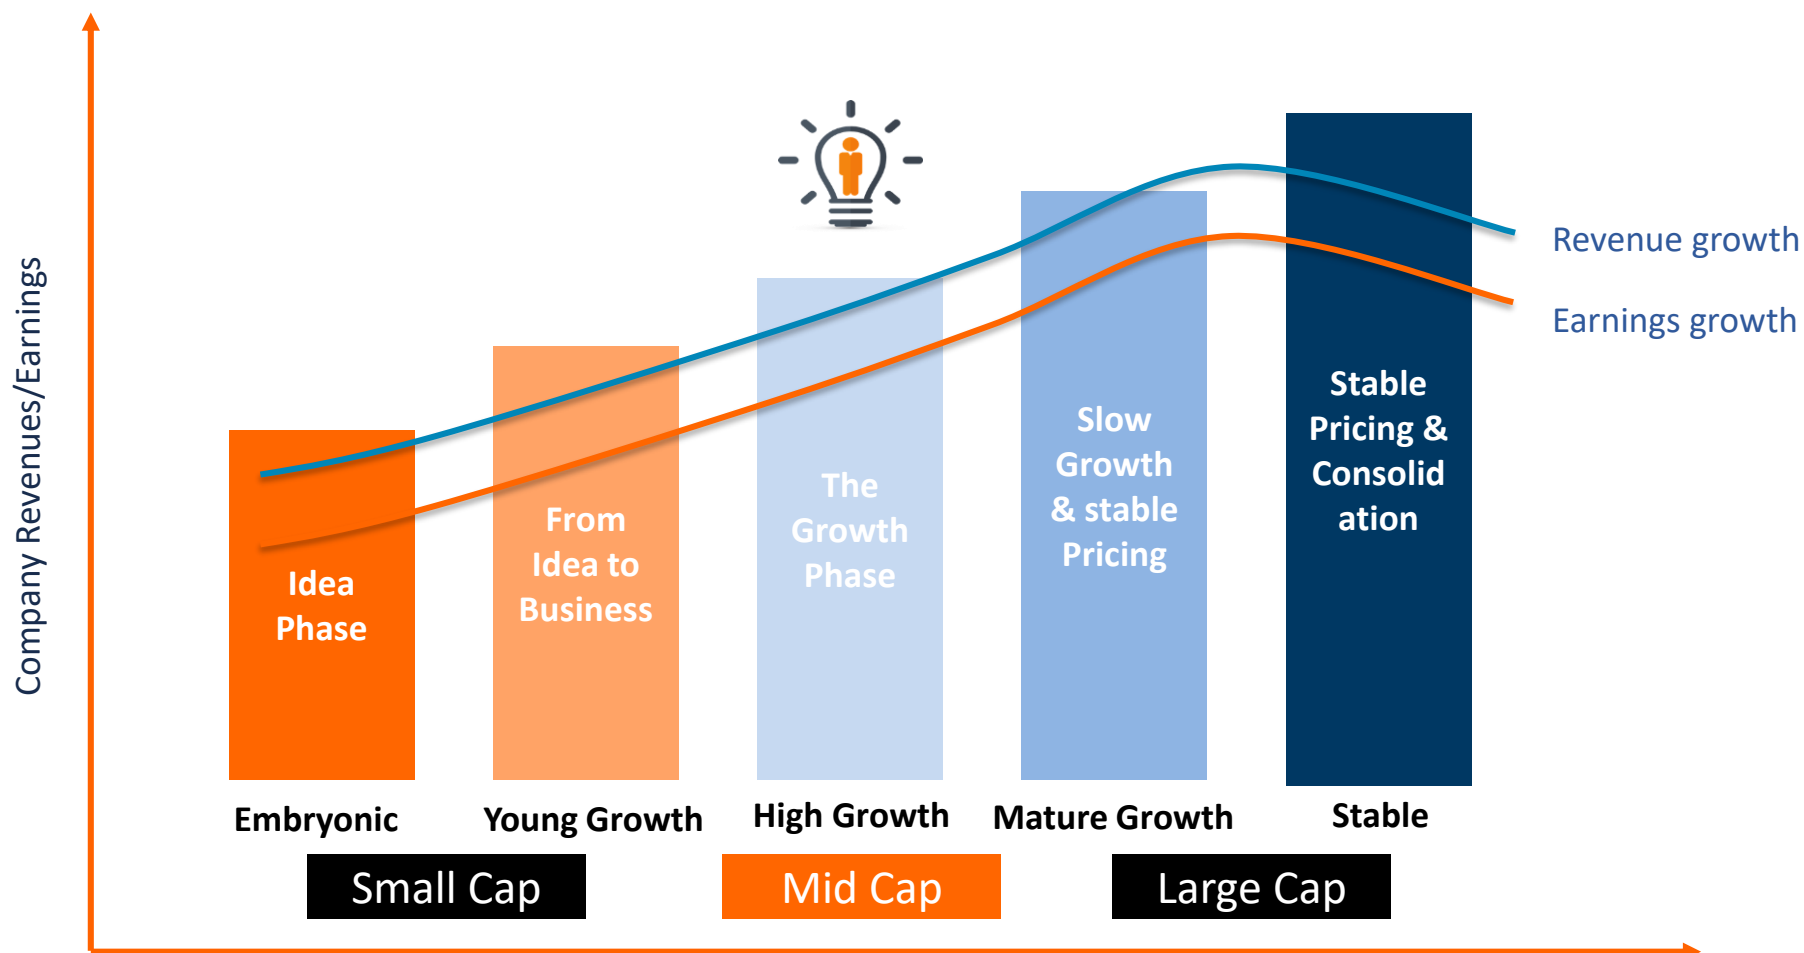 Company Revenues/Earnings
Revenue growth
Earnings growth
Idea
Phase
From
Idea to
Business
The
Growth
Phase
Slow
Growth
& stable
Pricing
Stable
Pricing &
Consolid
ation
Embryonic
Young Growth
High Growth
Mature Growth
Stable
Small Cap
Mid Cap
Large Cap